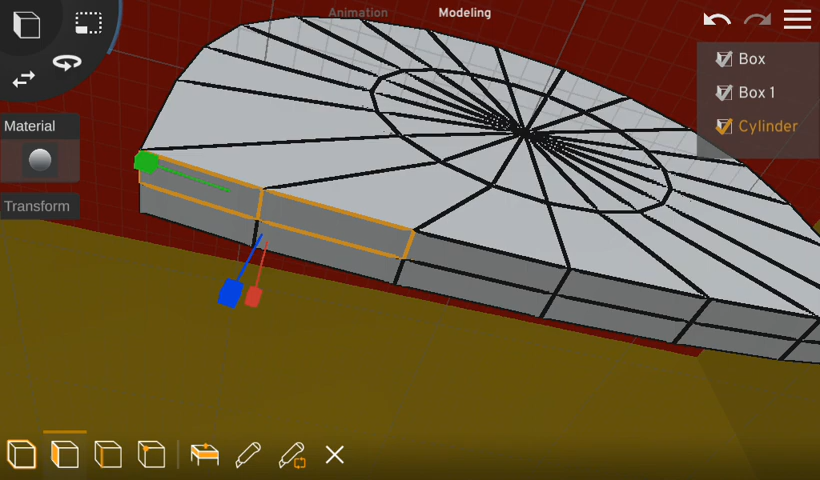 Animation
Modeling
Box
Box 1
Cylinder
Material
Transform